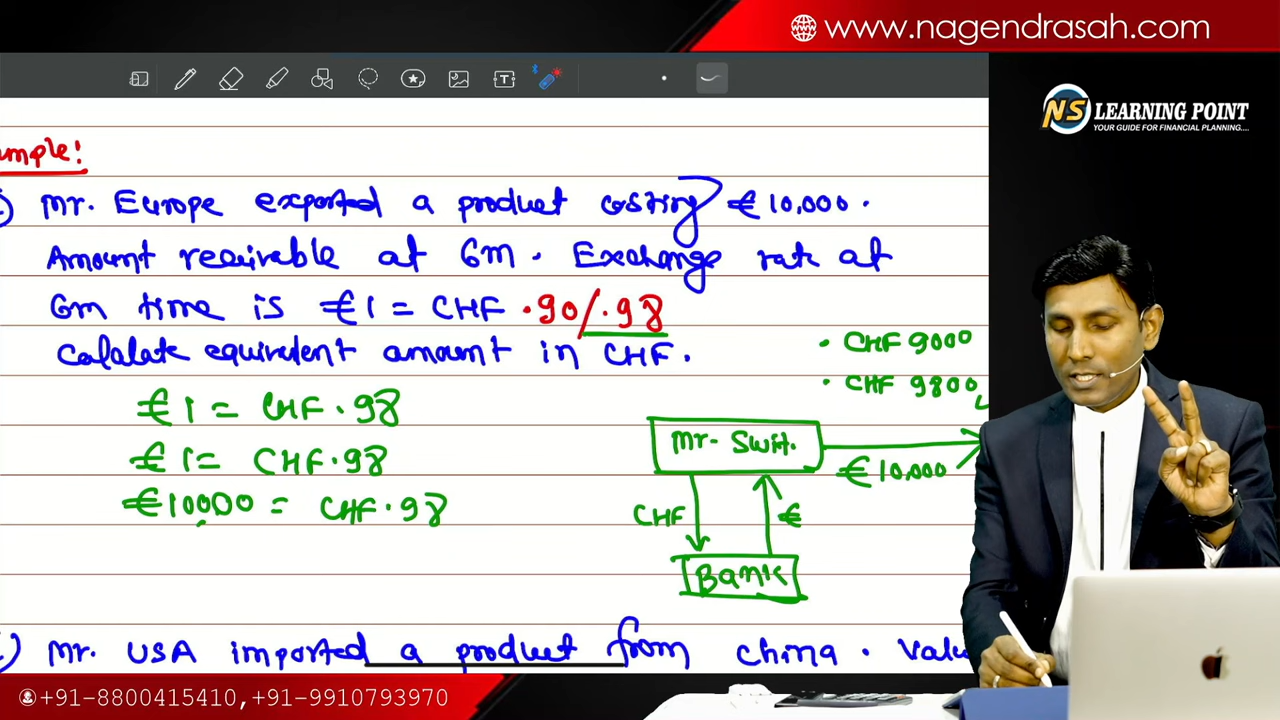 www.nagendrasah.com
NS LEARNING POINT
YOUR GUIDE FOR FINANCIAL PLANNING....
T
mple!
Mr. Europe exported a product costing €10,000.
Amount receivable at 6m. Exchange rate at
6m time is €1 = CHF .90/.98
Calalate equivalent amount in CHF.
• CHF 9000
• CHF 9800
€1 = CHF.98
€1 = CHF.98
€10000 = CHF.98
Mr. Swit.
€10,000
CHF
€
Bank
Mr. USA imported a product from china. Valu
+91-8800415410,+91-9910793970